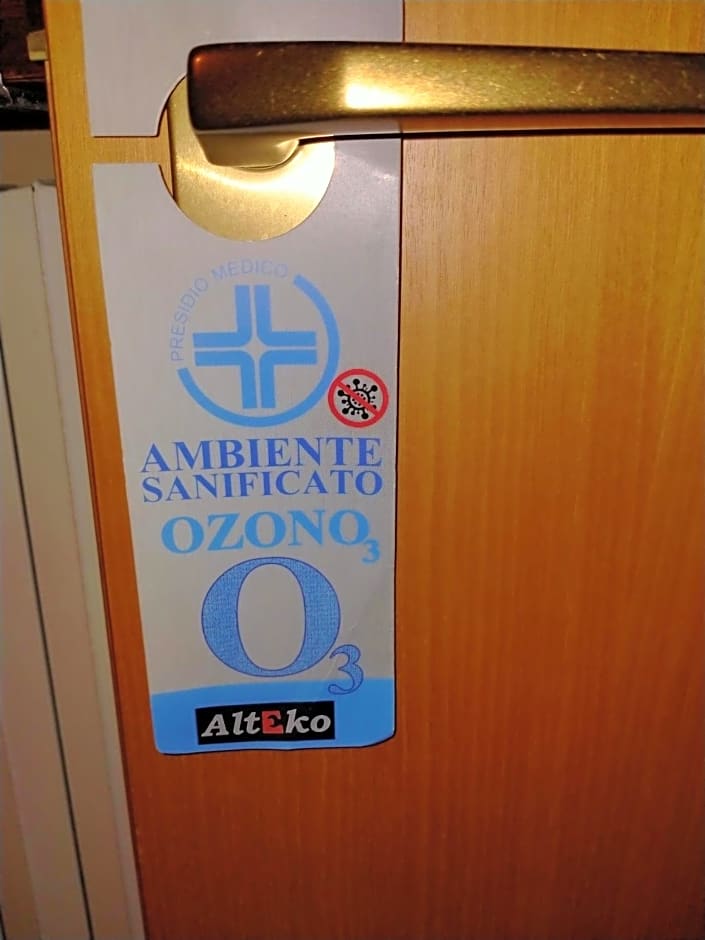 PRESIDIO MEDICO
AMBIENTE
SANIFICATO
OZONO3
O3
AltEko